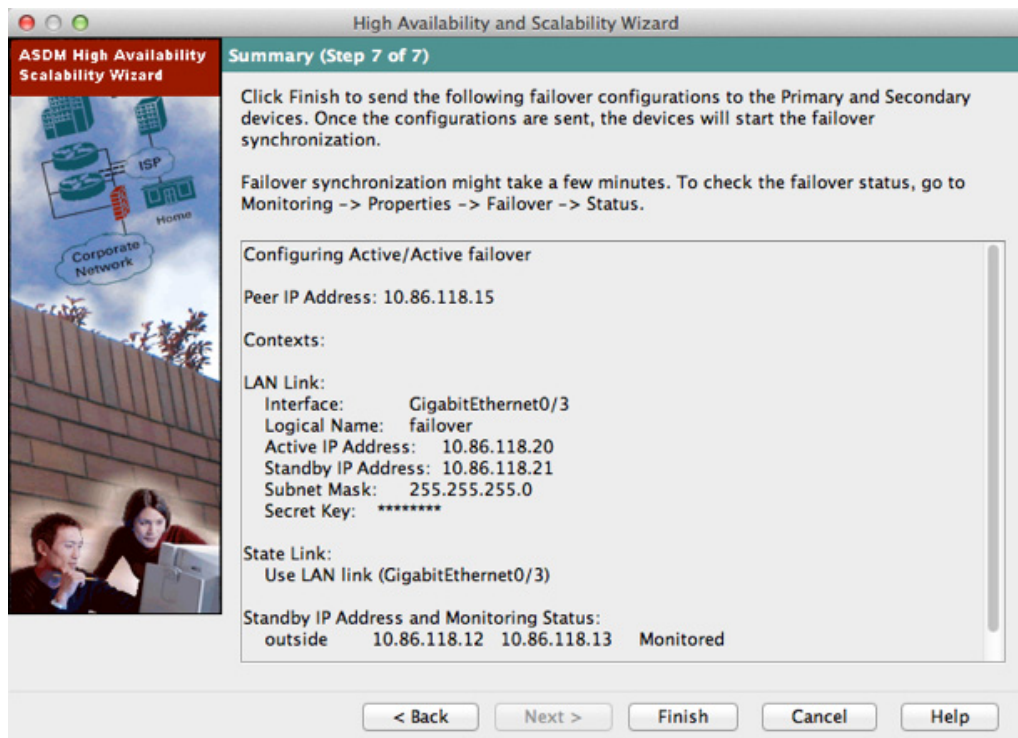 High Availability and Scalability Wizard
ASDM High Availability
Scalability Wizard
ISP
Home
Corporate
Network
Summary (Step 7 of 7)
Click Finish to send the following failover configurations to the Primary and Secondary
devices. Once the configurations are sent, the devices will start the failover
synchronization.
Failover synchronization might take a few minutes. To check the failover status, go to
Monitoring -> Properties -> Failover -> Status.
Configuring Active/Active failover
Peer IP Address: 10.86.118.15
Contexts:
LAN Link:
Interface: GigabitEthernet0/3
Logical Name: failover
Active IP Address: 10.86.118.20
Standby IP Address: 10.86.118.21
Subnet Mask: 255.255.255.0
Secret Key: ********
State Link:
Use LAN link (GigabitEthernet0/3)
Standby IP Address and Monitoring Status:
outside 10.86.118.12 10.86.118.13 Monitored
< Back
Next >
Finish
Cancel
Help